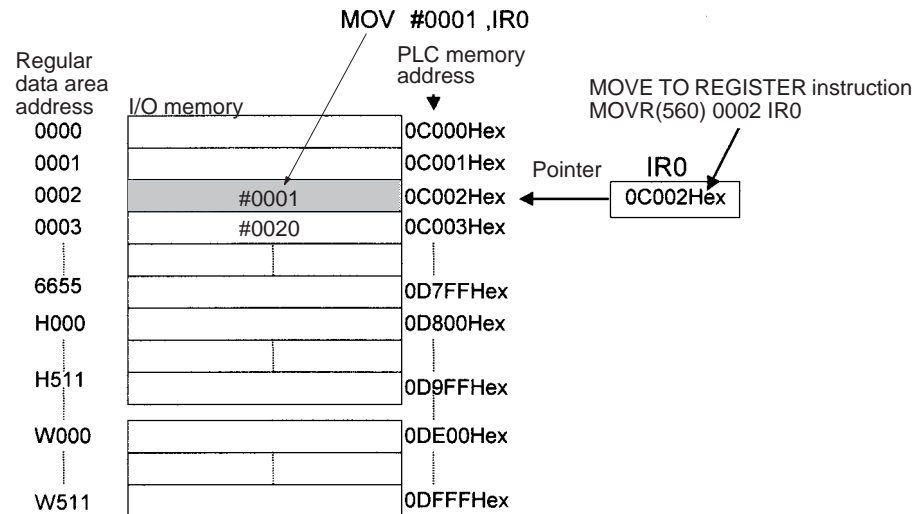 MOV #0001 ,IR0
Regular
data area
address
I/O memory
PLC memory
address
MOVE TO REGISTER instruction
MOVR(560) 0002 IR0
0000
0C000Hex
0001
0C001Hex
Pointer
IR0
0002
#0001
0C002Hex
0C002Hex
0003
#0020
0C003Hex
6655
0D7FFHex
H000
0D800Hex
H511
0D9FFHex
W000
0DE00Hex
W511
0DFFFHex